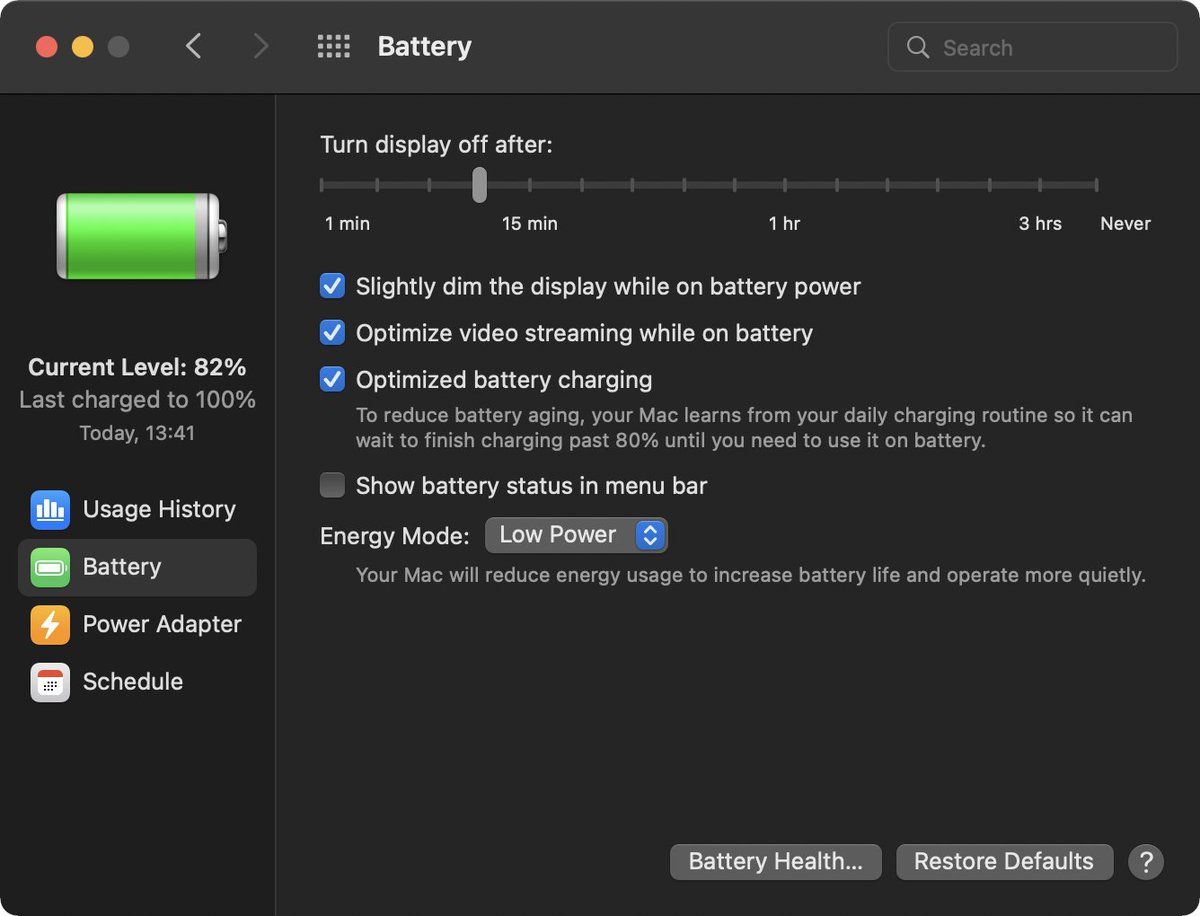 Battery
Search
Current Level: 82%
Last charged to 100%
Today, 13:41
Usage History
Battery
Power Adapter
Schedule
Turn display off after:
1 min 15 min 1 hr 3 hrs Never
Slightly dim the display while on battery power
Optimize video streaming while on battery
Optimized battery charging
To reduce battery aging, your Mac learns from your daily charging routine so it can
wait to finish charging past 80% until you need to use it on battery.
Show battery status in menu bar
Energy Mode: Low Power
Your Mac will reduce energy usage to increase battery life and operate more quietly.
Battery Health... Restore Defaults ?